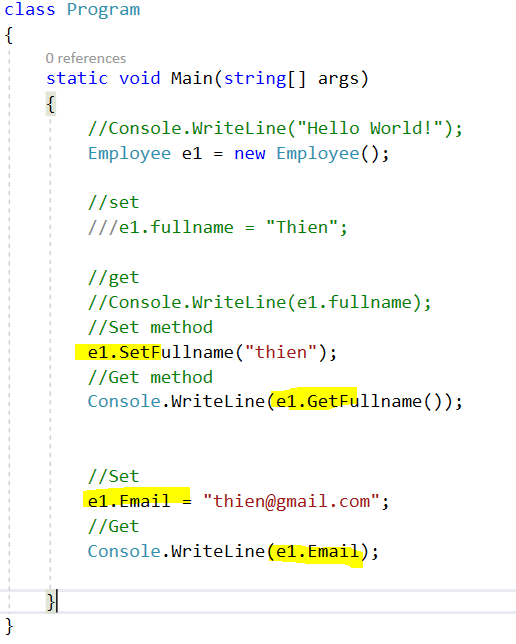 class Program
{
0 references
static void Main(string[] args)
{
//Console.WriteLine("Hello World!");
Employee e1 = new Employee();
//set
///e1.fullname = "Thien";
//get
//Console.WriteLine(e1.fullname);
//Set method
e1.SetFullname("thien");
//Get method
Console.WriteLine(e1.GetFullname());
//Set
e1.Email = "thien@gmail.com";
//Get
Console.WriteLine(e1.Email);
}
}